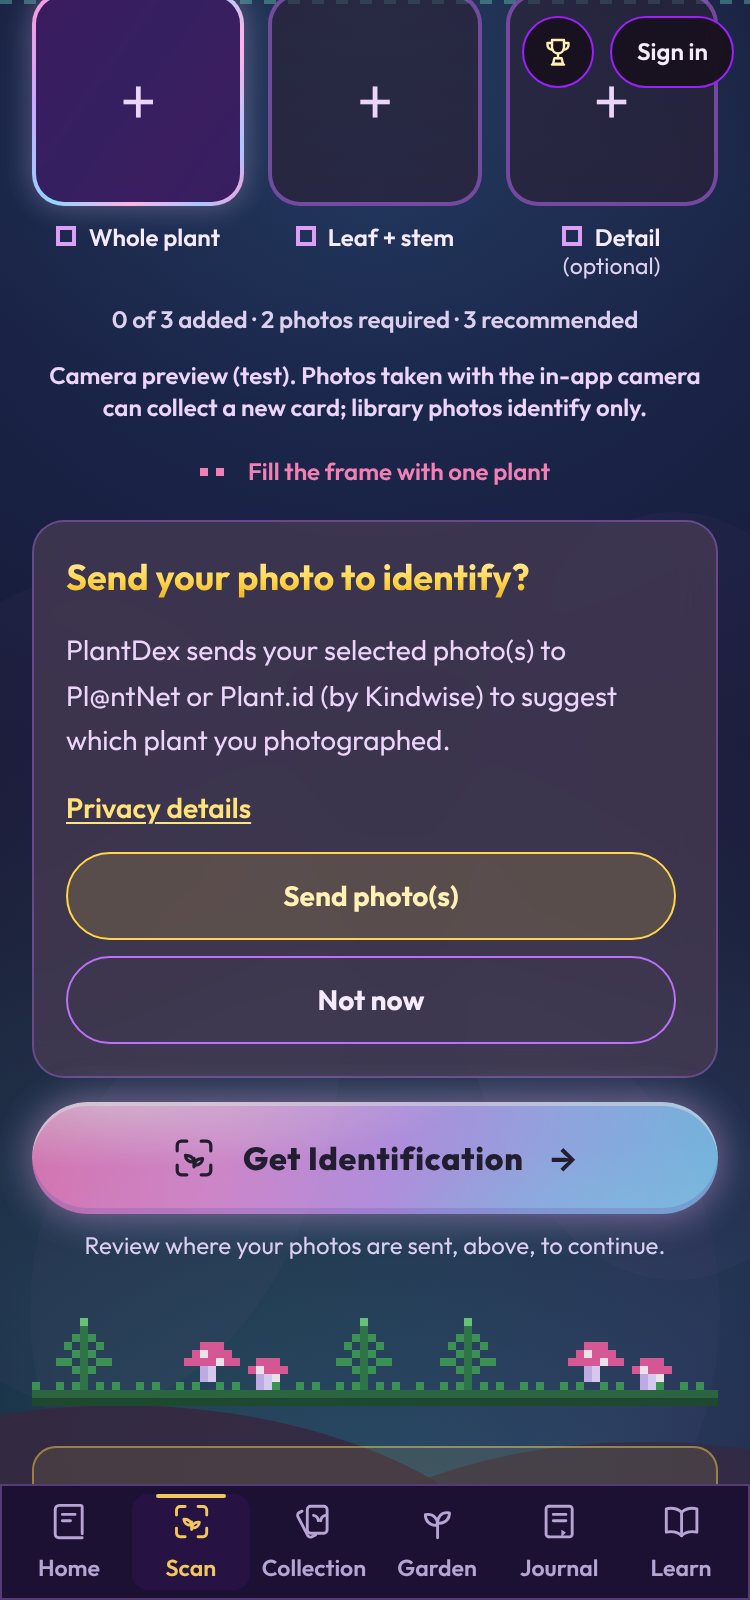 Sign in
Whole plant
Leaf + stem
Detail
(optional)
0 of 3 added · 2 photos required · 3 recommended
Camera preview (test). Photos taken with the in-app camera
can collect a new card; library photos identify only.
Fill the frame with one plant
Send your photo to identify?
PlantDex sends your selected photo(s) to
Pl@ntNet or Plant.id (by Kindwise) to suggest
which plant you photographed.
Privacy details
Send photo(s)
Not now
Get Identification →
Review where your photos are sent, above, to continue.
Home
Scan
Collection
Garden
Journal
Learn